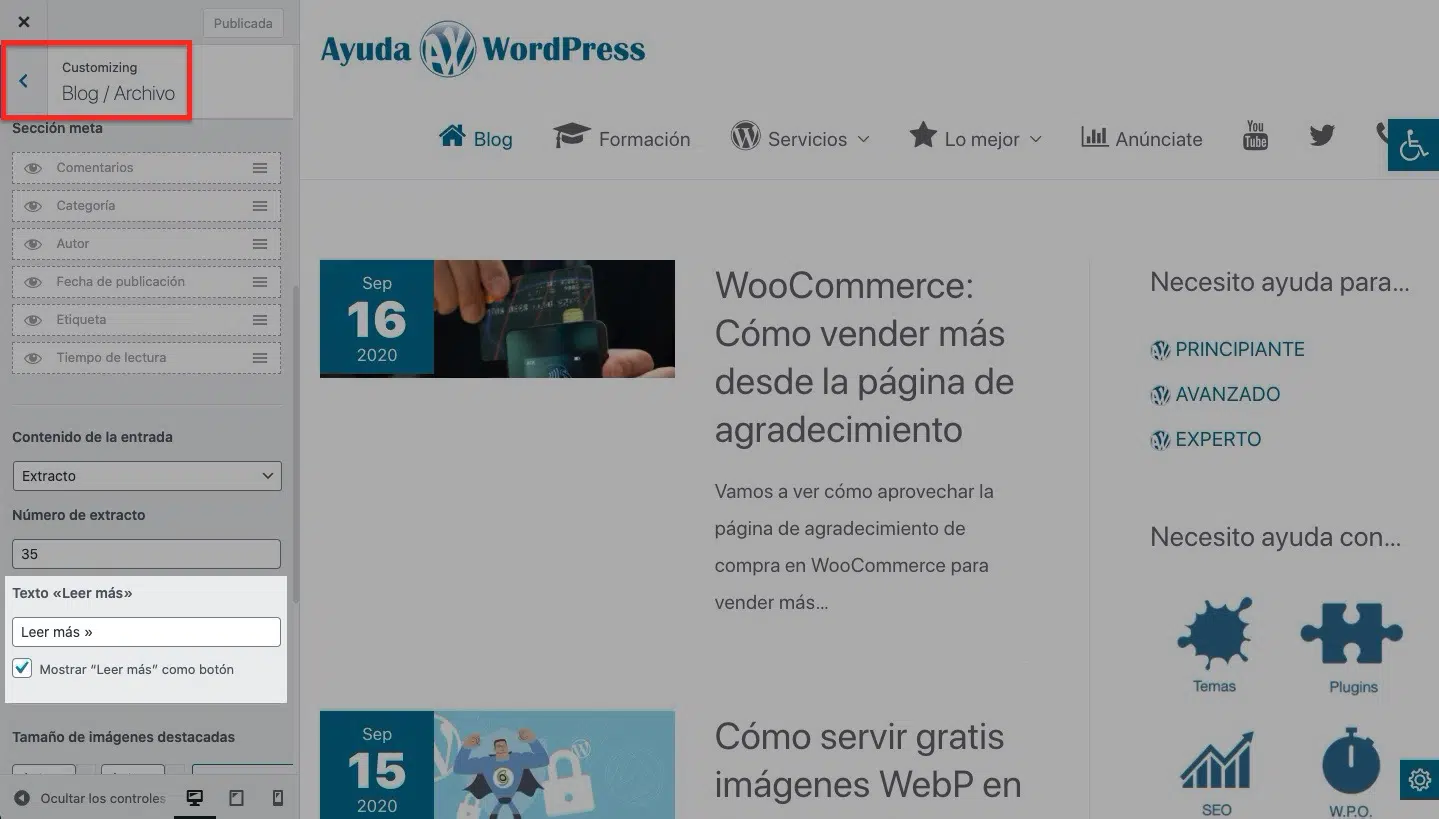 Publicada
Customizing
Blog / Archivo
Sección meta
Comentarios
Categoría
Autor
Fecha de publicación
Etiqueta
Tiempo de lectura
Contenido de la entrada
Extracto
Número de extracto
35
Texto «Leer más»
Leer más »
Mostrar “Leer más” como botón
Tamaño de imágenes destacadas
Ocultar los controles
Ayuda WordPress
Blog
Formación
Servicios
Lo mejor
Anúnciate
You
Tube
Sep
16
2020
WooCommerce:
Cómo vender más
desde la página de
agradecimiento
Vamos a ver cómo aprovechar la
página de agradecimiento de
compra en WooCommerce para
vender más…
Sep
15
2020
Cómo servir gratis
imágenes WebP en
Necesito ayuda para…
PRINCIPIANTE
AVANZADO
EXPERTO
Necesito ayuda con…
Temas
Plugins
SEO
W.P.O.